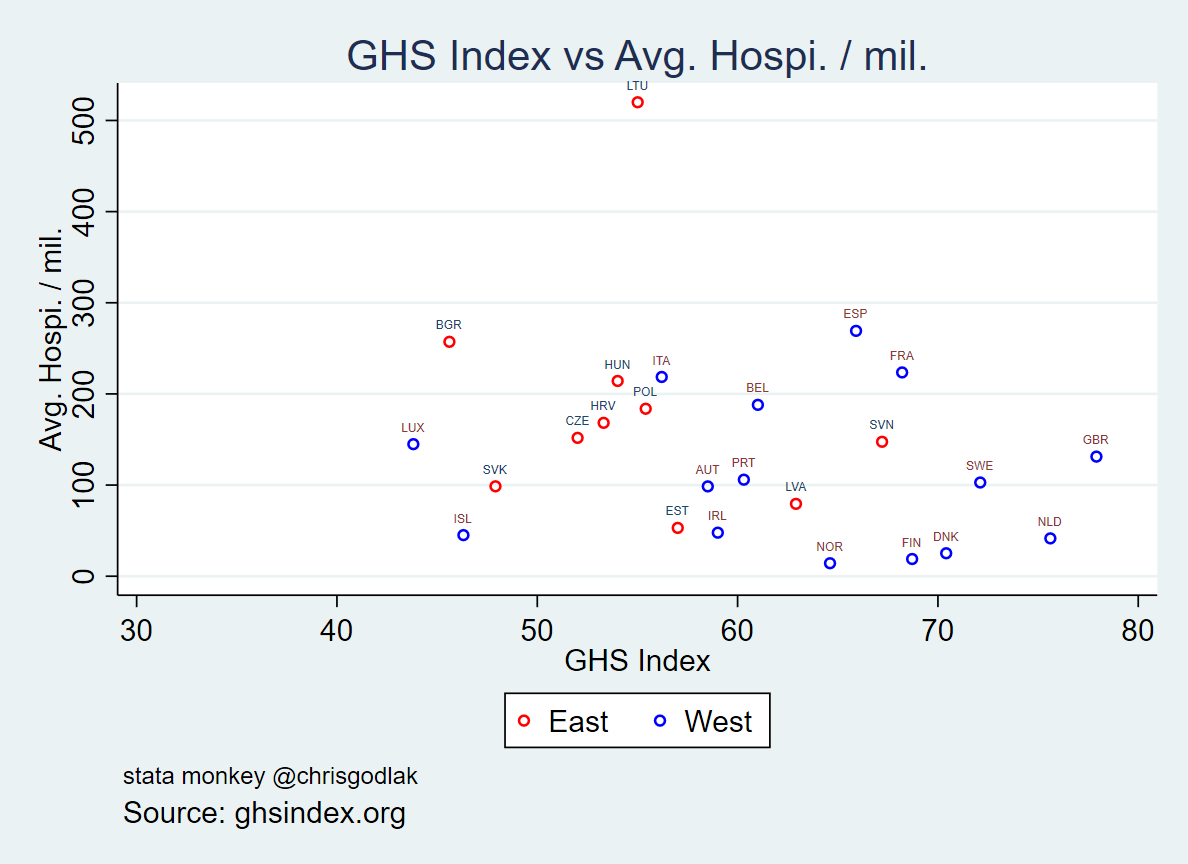 GHS Index vs Avg. Hospi. / mil.
Avg. Hospi. / mil.
500
400
300
200
100
0
LTU
BGR
ESP
HUN
ITA
FRA
POL
BEL
HRV
CZE
LUX
SVN
GBR
SVK
AUT
PRT
SWE
LVA
ISL
EST
IRL
NOR
FIN
DNK
NLD
30 40 50 60 70 80
GHS Index
East West
stata monkey @chrisgodlak
Source: ghsindex.org